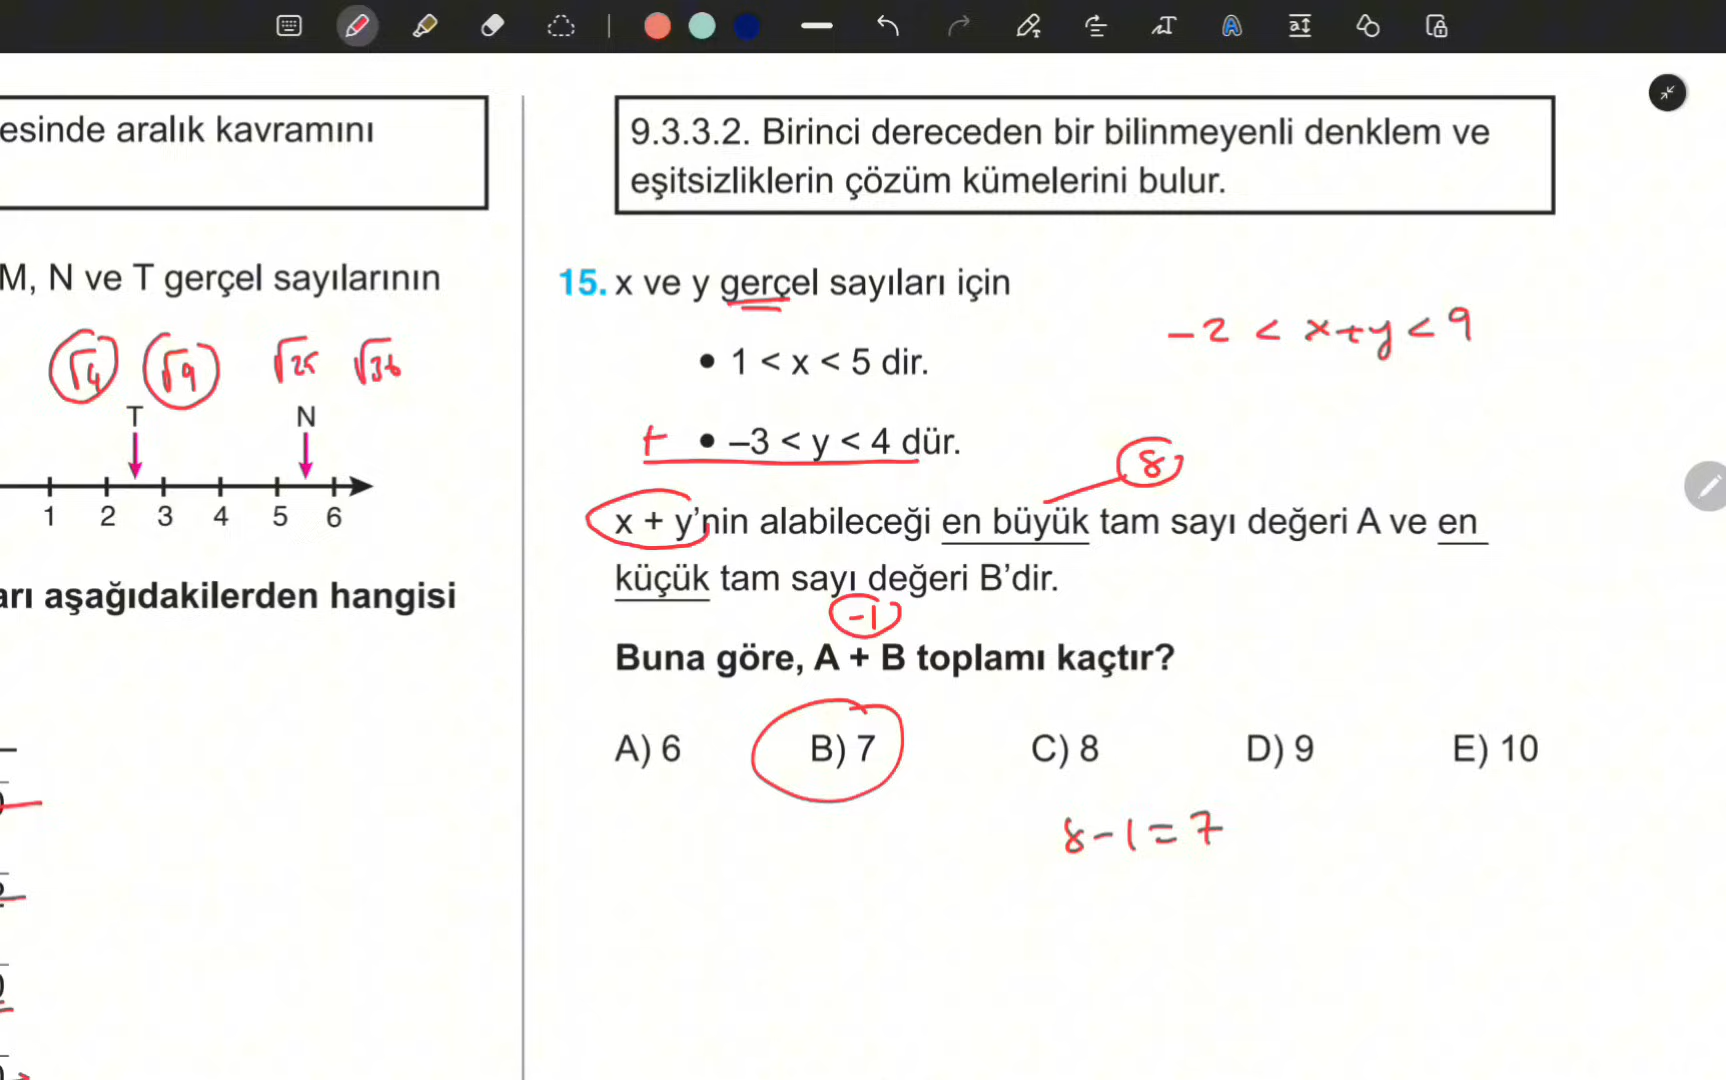 esinde aralık kavramını
M, N ve T gerçel sayılarının
√4 √9 √25 √36
T N
1 2 3 4 5 6
arı aşağıdakilerden hangisi
9.3.3.2. Birinci dereceden bir bilinmeyenli denklem ve
eşitsizliklerin çözüm kümelerini bulur.
15. x ve y gerçel sayıları için
-2 < x+y < 9
• 1 < x < 5 dir.
+ • –3 < y < 4 dür.
8
x + y’nin alabileceği en büyük tam sayı değeri A ve en
küçük tam sayı değeri B’dir.
-1
Buna göre, A + B toplamı kaçtır?
A) 6 B) 7 C) 8 D) 9 E) 10
8-1=7